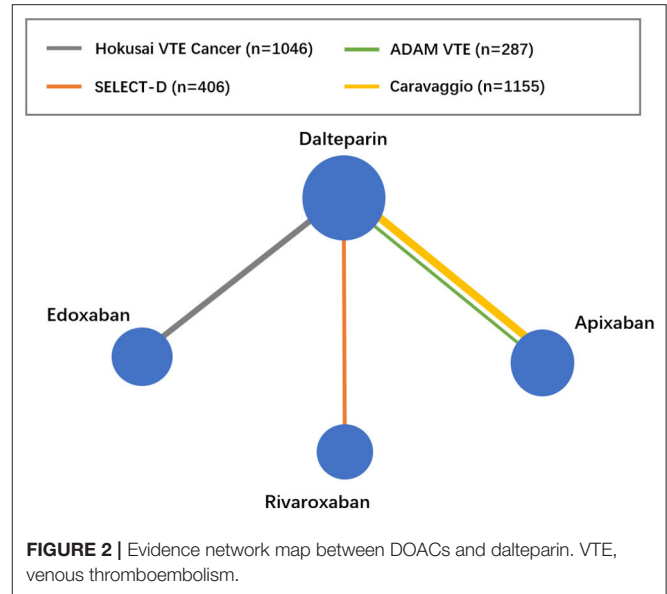 Hokusai VTE Cancer (n=1046)
ADAM VTE (n=287)
SELECT-D (n=406)
Caravaggio (n=1155)
Dalteparin
Edoxaban
Apixaban
Rivaroxaban
FIGURE 2 | Evidence network map between DOACs and dalteparin. VTE,
venous thromboembolism.